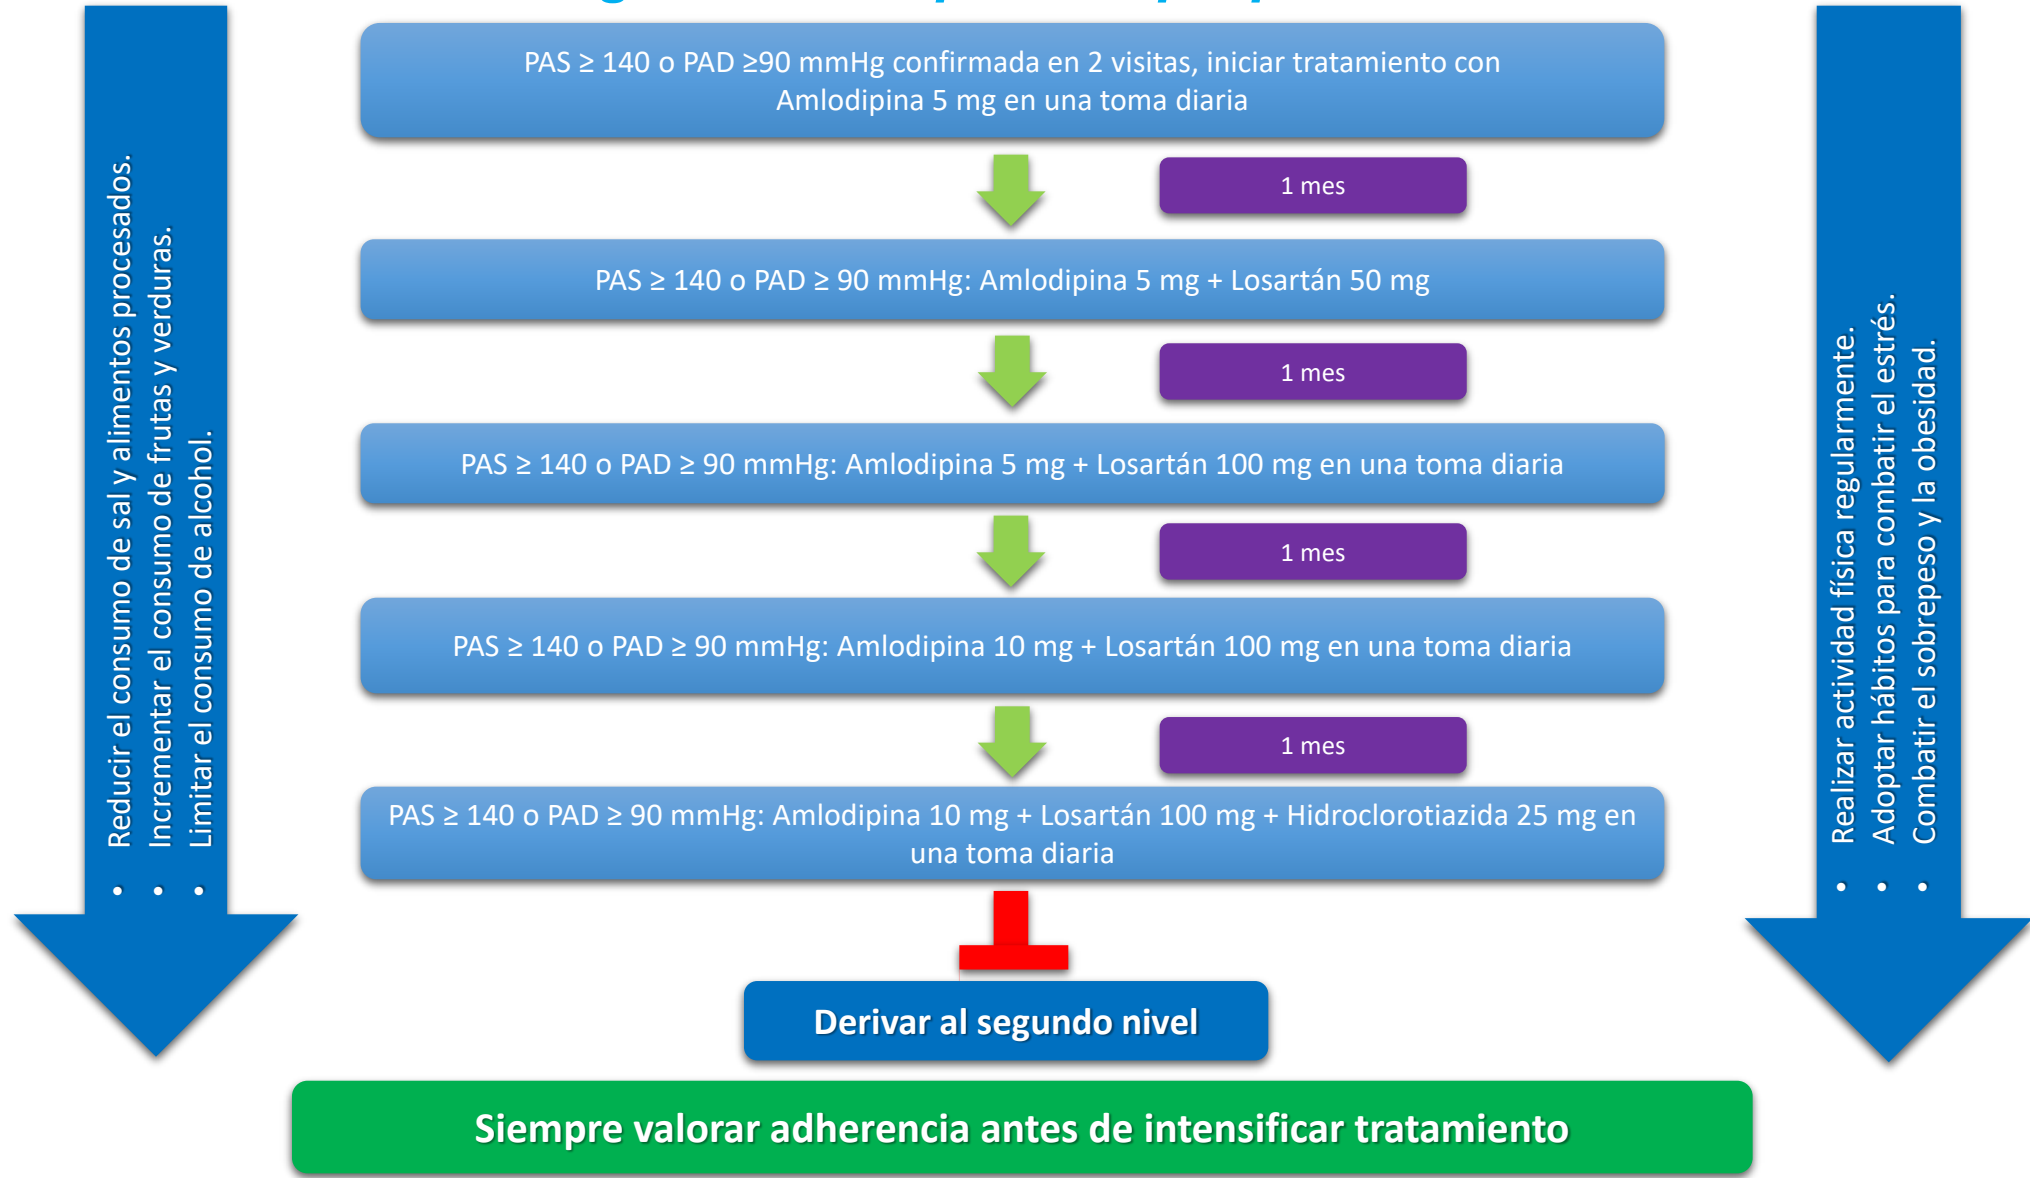 PAS ≥ 140 o PAD ≥90 mmHg confirmada en 2 visitas, iniciar tratamiento con
Amlodipina 5 mg en una toma diaria
1 mes
PAS ≥ 140 o PAD ≥ 90 mmHg: Amlodipina 5 mg + Losartán 50 mg
1 mes
PAS ≥ 140 o PAD ≥ 90 mmHg: Amlodipina 5 mg + Losartán 100 mg en una toma diaria
1 mes
PAS ≥ 140 o PAD ≥ 90 mmHg: Amlodipina 10 mg + Losartán 100 mg en una toma diaria
1 mes
PAS ≥ 140 o PAD ≥ 90 mmHg: Amlodipina 10 mg + Losartán 100 mg + Hidroclorotiazida 25 mg en
una toma diaria
Derivar al segundo nivel
Siempre valorar adherencia antes de intensificar tratamiento
• Reducir el consumo de sal y alimentos procesados.
• Incrementar el consumo de frutas y verduras.
• Limitar el consumo de alcohol.
• Realizar actividad física regularmente.
• Adoptar hábitos para combatir el estrés.
• Combatir el sobrepeso y la obesidad.